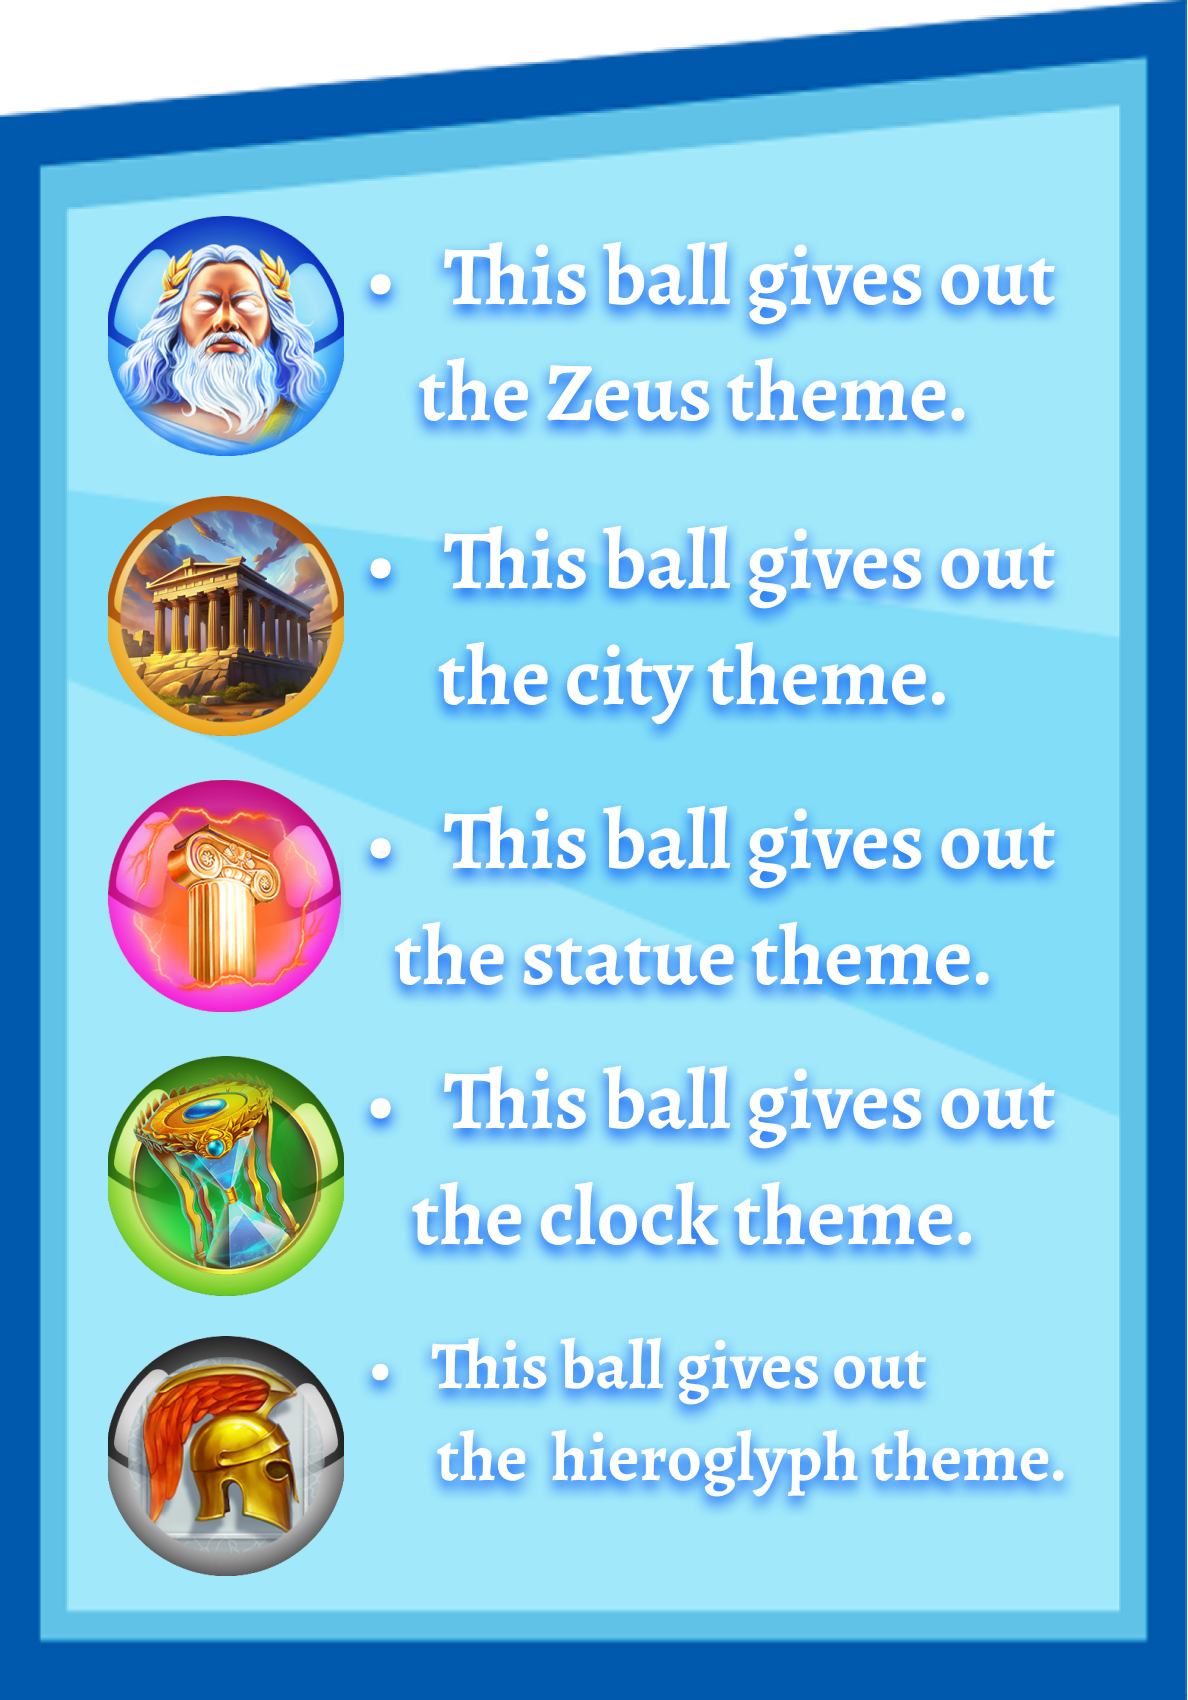 • This ball gives out
the Zeus theme.
• This ball gives out
the city theme.
• This ball gives out
the statue theme.
• This ball gives out
the clock theme.
• This ball gives out
the hieroglyph theme.